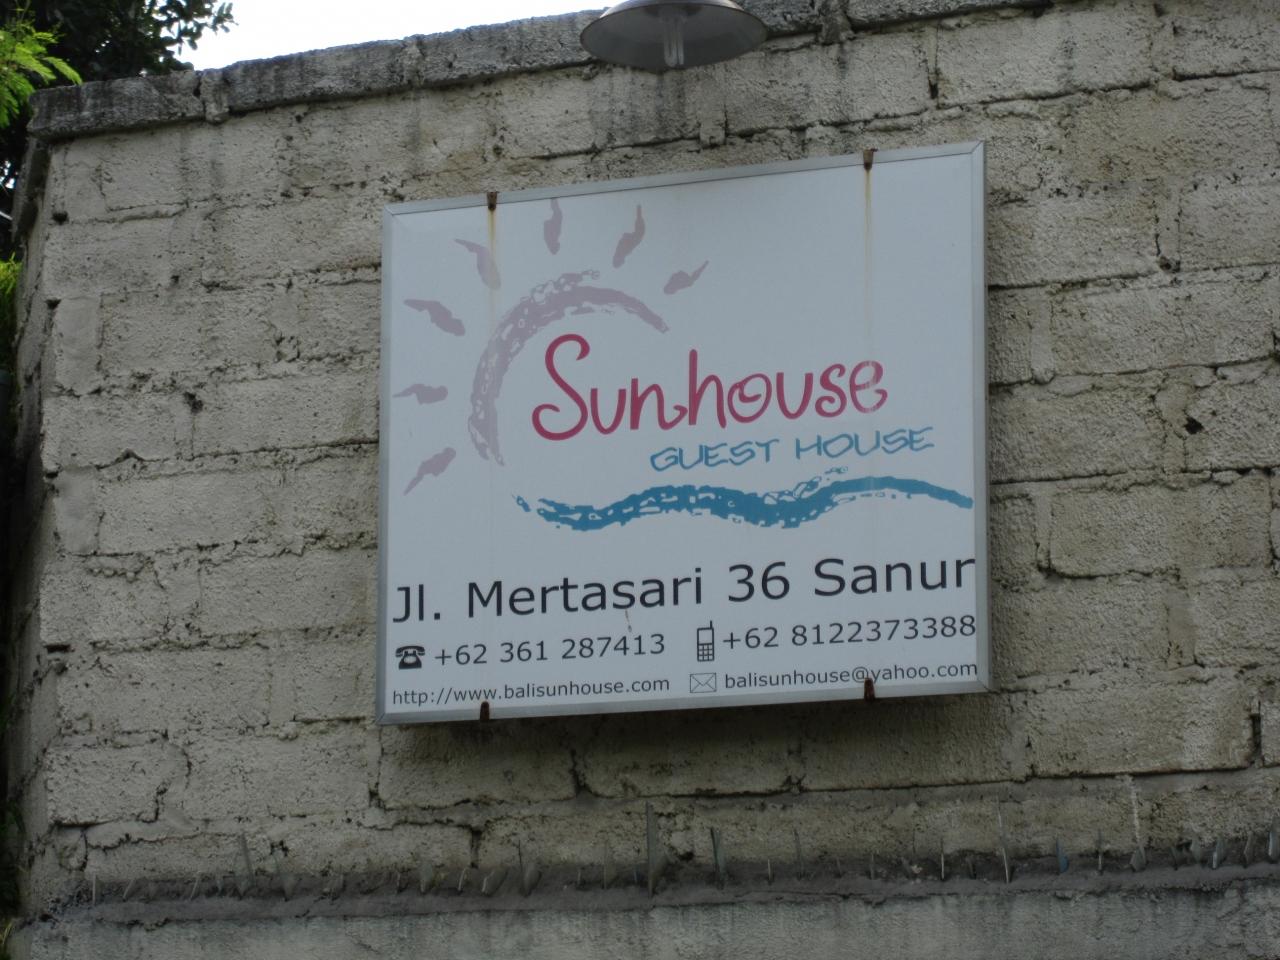 Sunhouse
GUEST HOUSE
Jl. Mertasari 36 Sanur
+62 361 287413 +62 8122373388
http://www.balisunhouse.com balisunhouse@yahoo.com